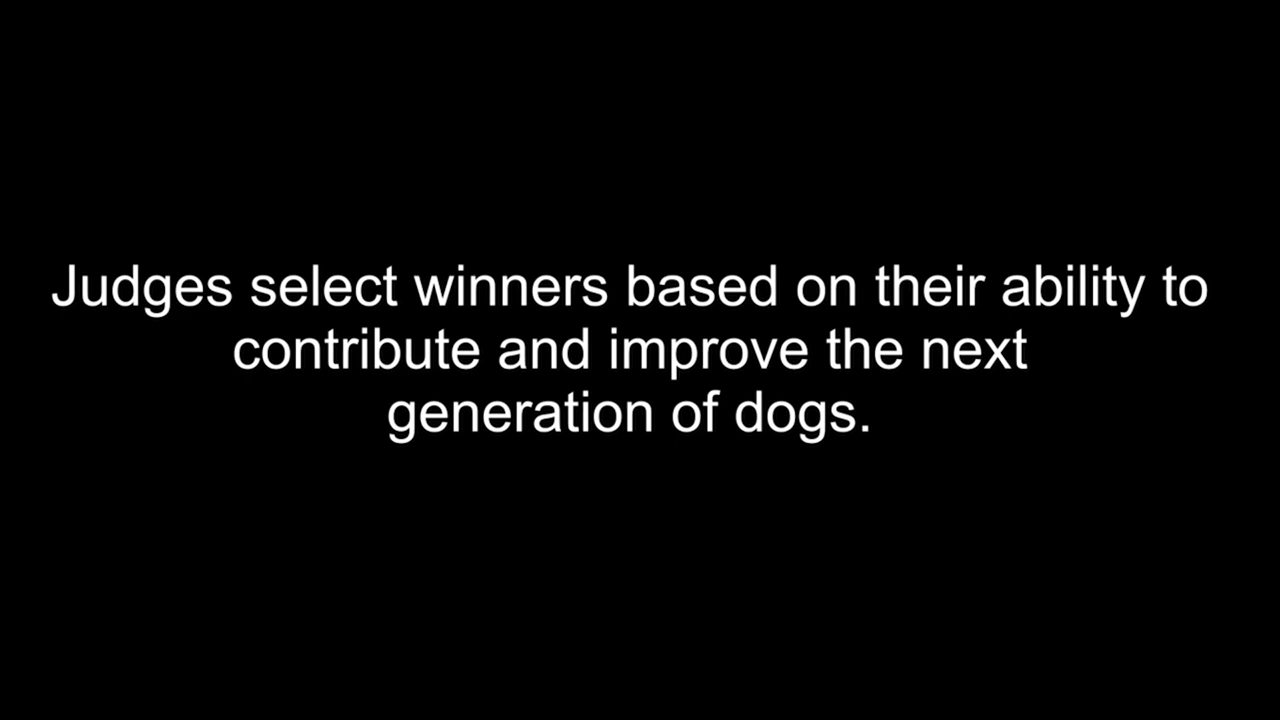 Judges select winners based on their ability to
contribute and improve the next
generation of dogs.